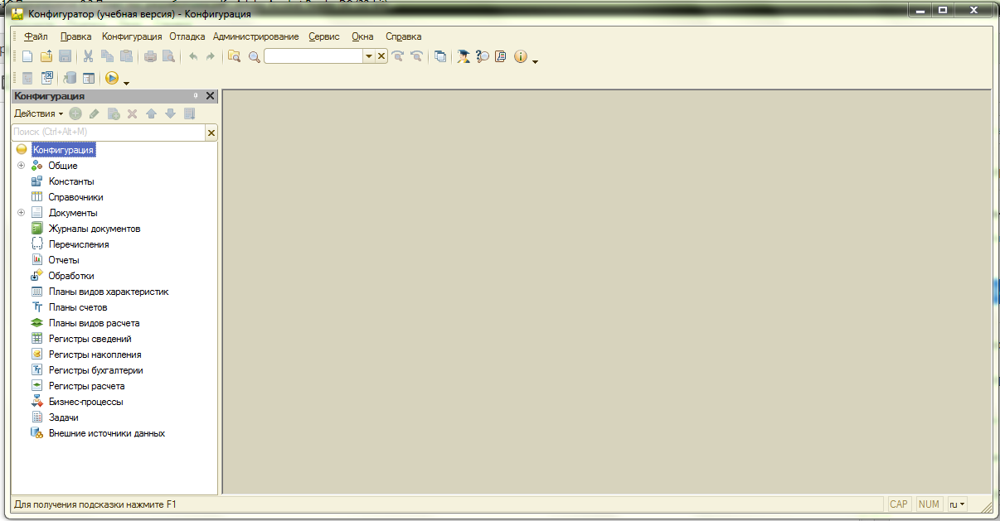 Конфигуратор (учебная версия) - Конфигурация
Файл Правка Конфигурация Отладка Администрирование Сервис Окна Справка
Конфигурация
Действия
Поиск (Ctrl+Alt+M)
Конфигурация
Общие
Константы
Справочники
Документы
Журналы документов
Перечисления
Отчеты
Обработки
Планы видов характеристик
Планы счетов
Планы видов расчета
Регистры сведений
Регистры накопления
Регистры бухгалтерии
Регистры расчета
Бизнес-процессы
Задачи
Внешние источники данных
Для получения подсказки нажмите F1 CAP NUM ru